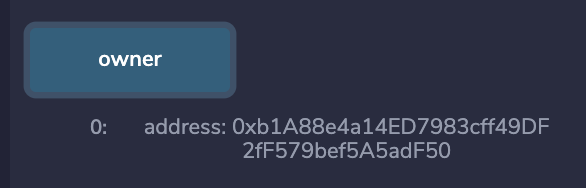 owner
0: address: 0xb1A88e4a14ED7983cff49DF
2fF579bef5A5adF50